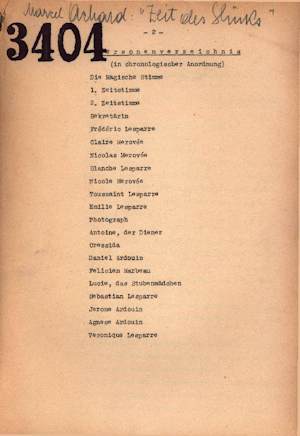 Marcel Achard: "Zeit des Glücks"
3404
- 2 -
Personenverzeichnis
(in chronologischer Anordnung)
Die Magische Stimme
1. Zeitstimme
2. Zeitstimme
Sekretärin
Frédéric Lesparre
Claire Merovée
Nicolas Merovée
Blanche Lesparre
Nicole Merovée
Toussaint Lesparre
Emilie Lesparre
Photograph
Antoine, der Diener
Cressida
Daniel Ardouin
Felicien Marbeau
Lucie, das Stubenmädchen
Sebastian Lesparre
Jerome Ardouin
Agnese Ardouin
Veronique Lesparre